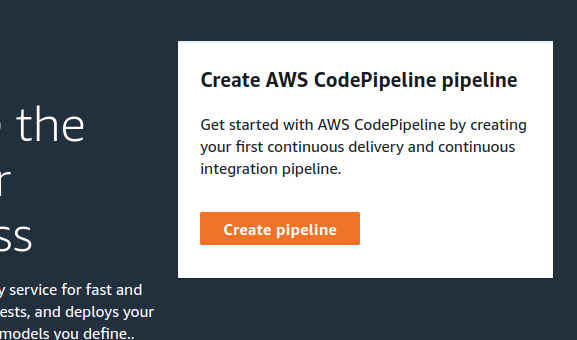 Create AWS CodePipeline pipeline
Get started with AWS CodePipeline by creating
your first continuous delivery and continuous
integration pipeline.
Create pipeline
the
r
ss
y service for fast and
ests, and deploys your
models you define..